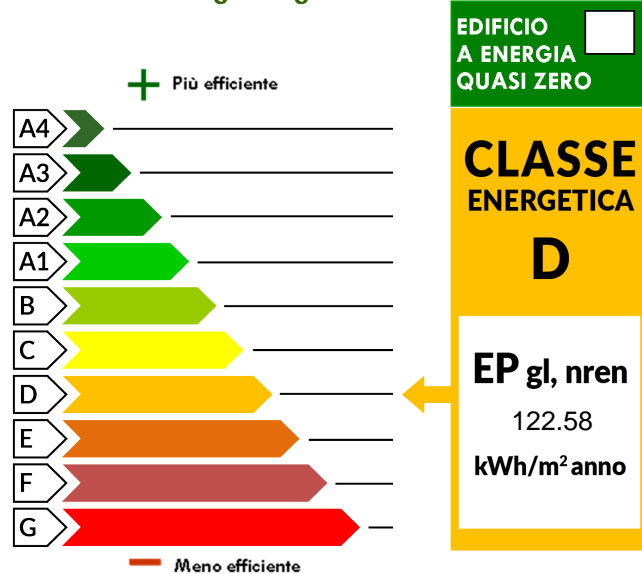 Più efficiente
A4
A3
A2
A1
B
C
D
E
F
G
Meno efficiente
EDIFICIO
A ENERGIA
QUASI ZERO
CLASSE
ENERGETICA
D
EP gl, nren
122.58
kWh/m² anno